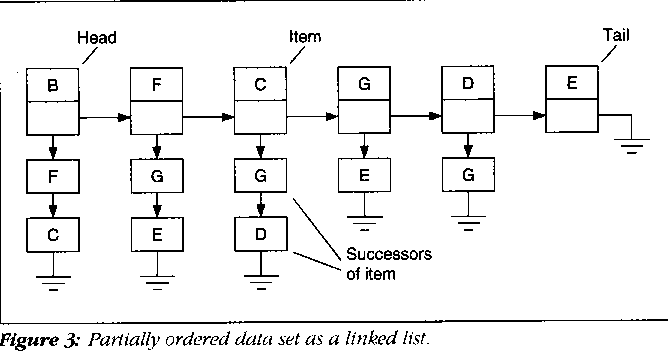 Head
Item
Tail
B
F
C
G
D
E
F
G
G
E
G
C
E
D
Successors
of item
Figure 3: Partially ordered data set as a linked list.